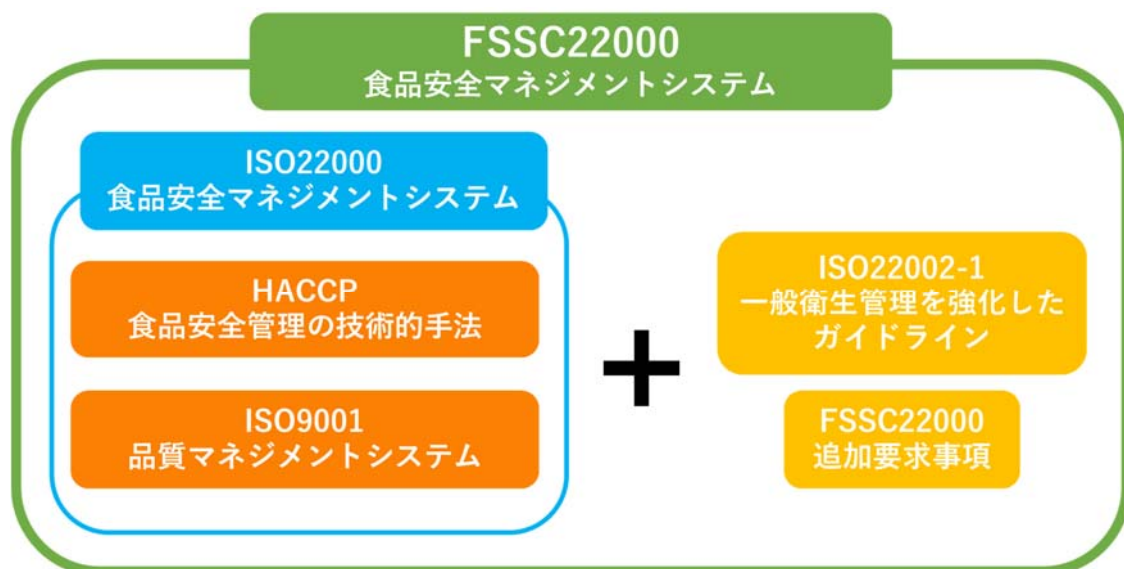 FSSC22000
食品安全マネジメントシステム
ISO22000
食品安全マネジメントシステム
HACCP
食品安全管理の技術的手法
ISO9001
品質マネジメントシステム
+
ISO22002-1
一般衛生管理を強化した
ガイドライン
FSSC22000
追加要求事項